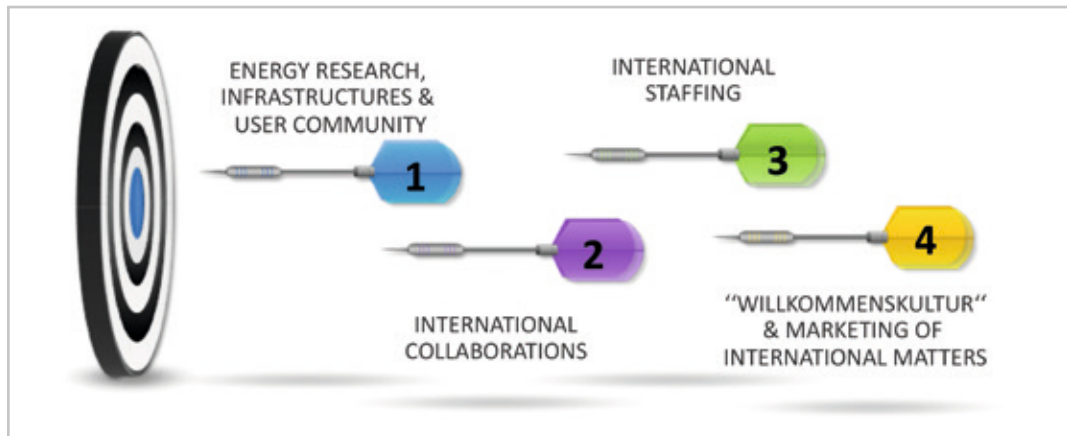 ENERGY RESEARCH,
INFRASTRUCTURES &
USER COMMUNITY
1
2
INTERNATIONAL
COLLABORATIONS
INTERNATIONAL
STAFFING
3
4
“WILLKOMMENSKULTUR“
& MARKETING OF
INTERNATIONAL MATTERS